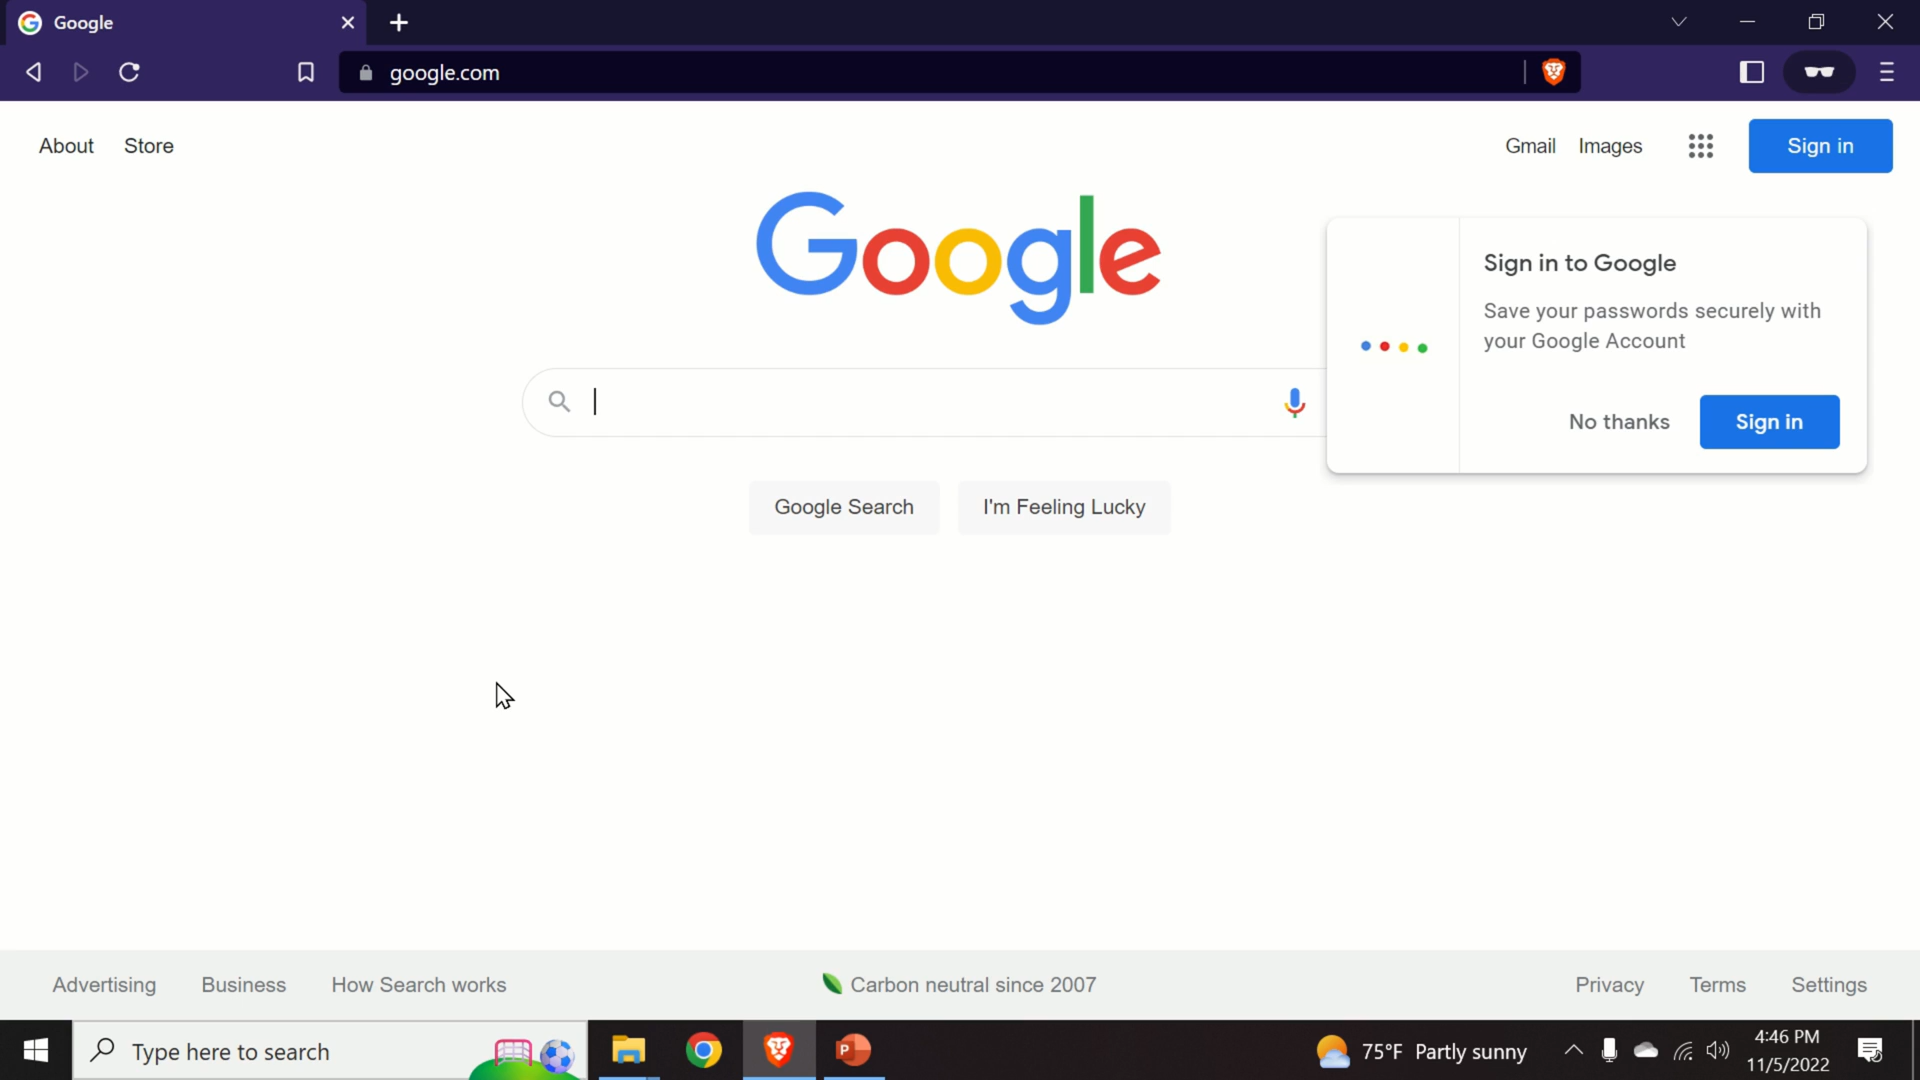 Google
google.com
About Store
Gmail Images Sign in
Google
Sign in to Google
Save your passwords securely with
your Google Account
No thanks Sign in
Google Search I'm Feeling Lucky
Advertising Business How Search works
Carbon neutral since 2007
Privacy Terms Settings
Type here to search
P
75°F Partly sunny
4:46 PM
11/5/2022